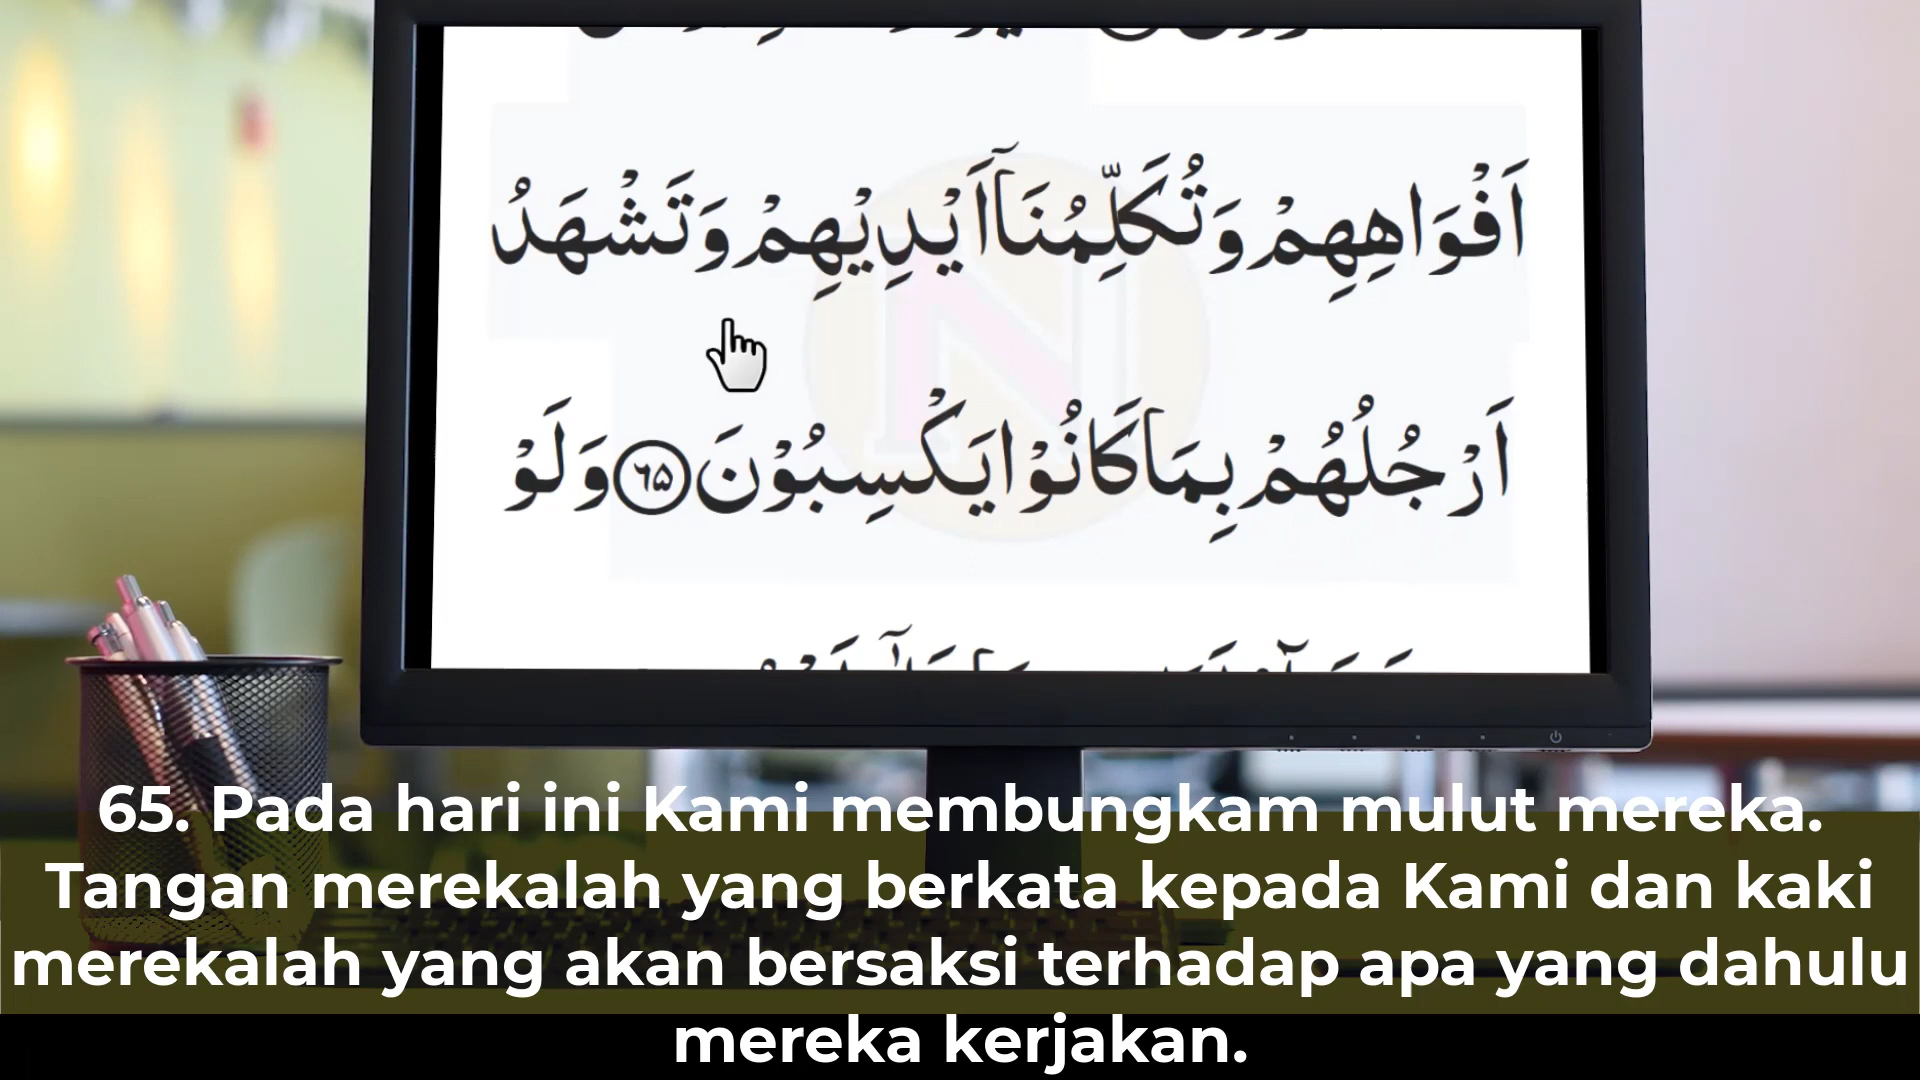 اَفْوَاهِهِمْ وَتُكَلِّمُنَآ اَيْدِيْهِمْ وَتَشْهَدُ
اَرْجُلُهُمْ بِمَا كَانُوْا يَكْسِبُوْنَ ۝٦٥ وَلَوْ
65. Pada hari ini Kami membungkam mulut mereka.
Tangan merekalah yang berkata kepada Kami dan kaki
merekalah yang akan bersaksi terhadap apa yang dahulu
mereka kerjakan.